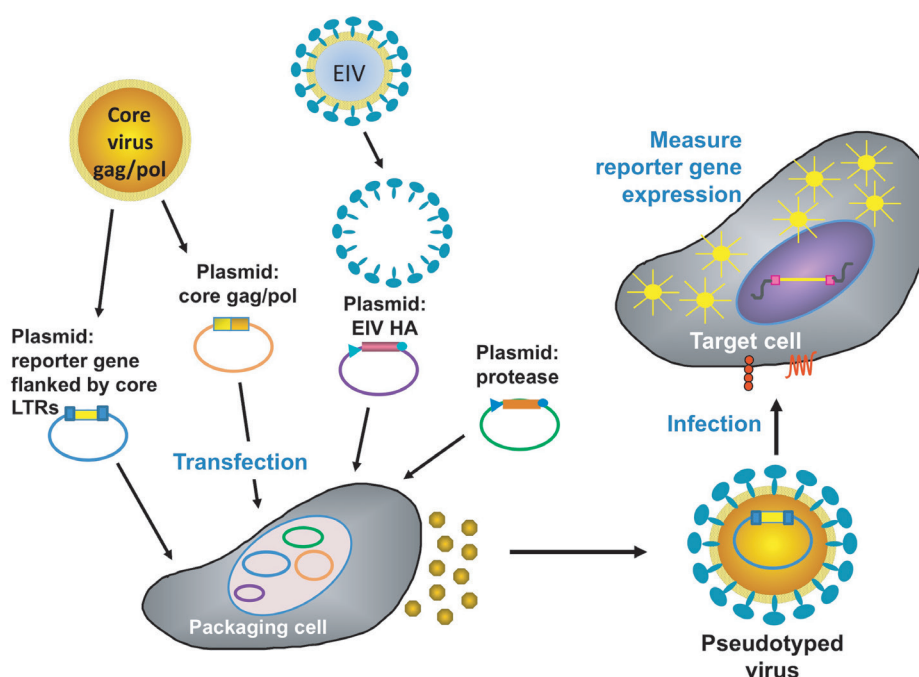 EIV
Core
virus
gag/pol
Measure
reporter gene
expression
Plasmid:
core gag/pol
Plasmid:
EIV HA
Plasmid:
reporter gene
flanked by core
LTRs
Plasmid:
protease
Target cell
Transfection
Infection
Packaging cell
Pseudotyped
virus